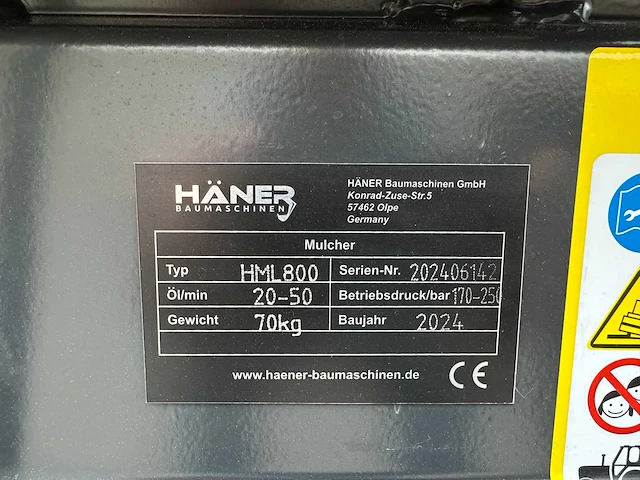 HÄNER
BAUMASCHINEN
HÄNER Baumaschinen GmbH
Konrad-Zuse-Str.5
57462 Olpe
Germany
Mulcher
Typ HML800 Serien-Nr. 202406142
Öl/min 20-50 Betriebsdruck/bar 170-250
Gewicht 70kg Baujahr 2024
www.haener-baumaschinen.de CE